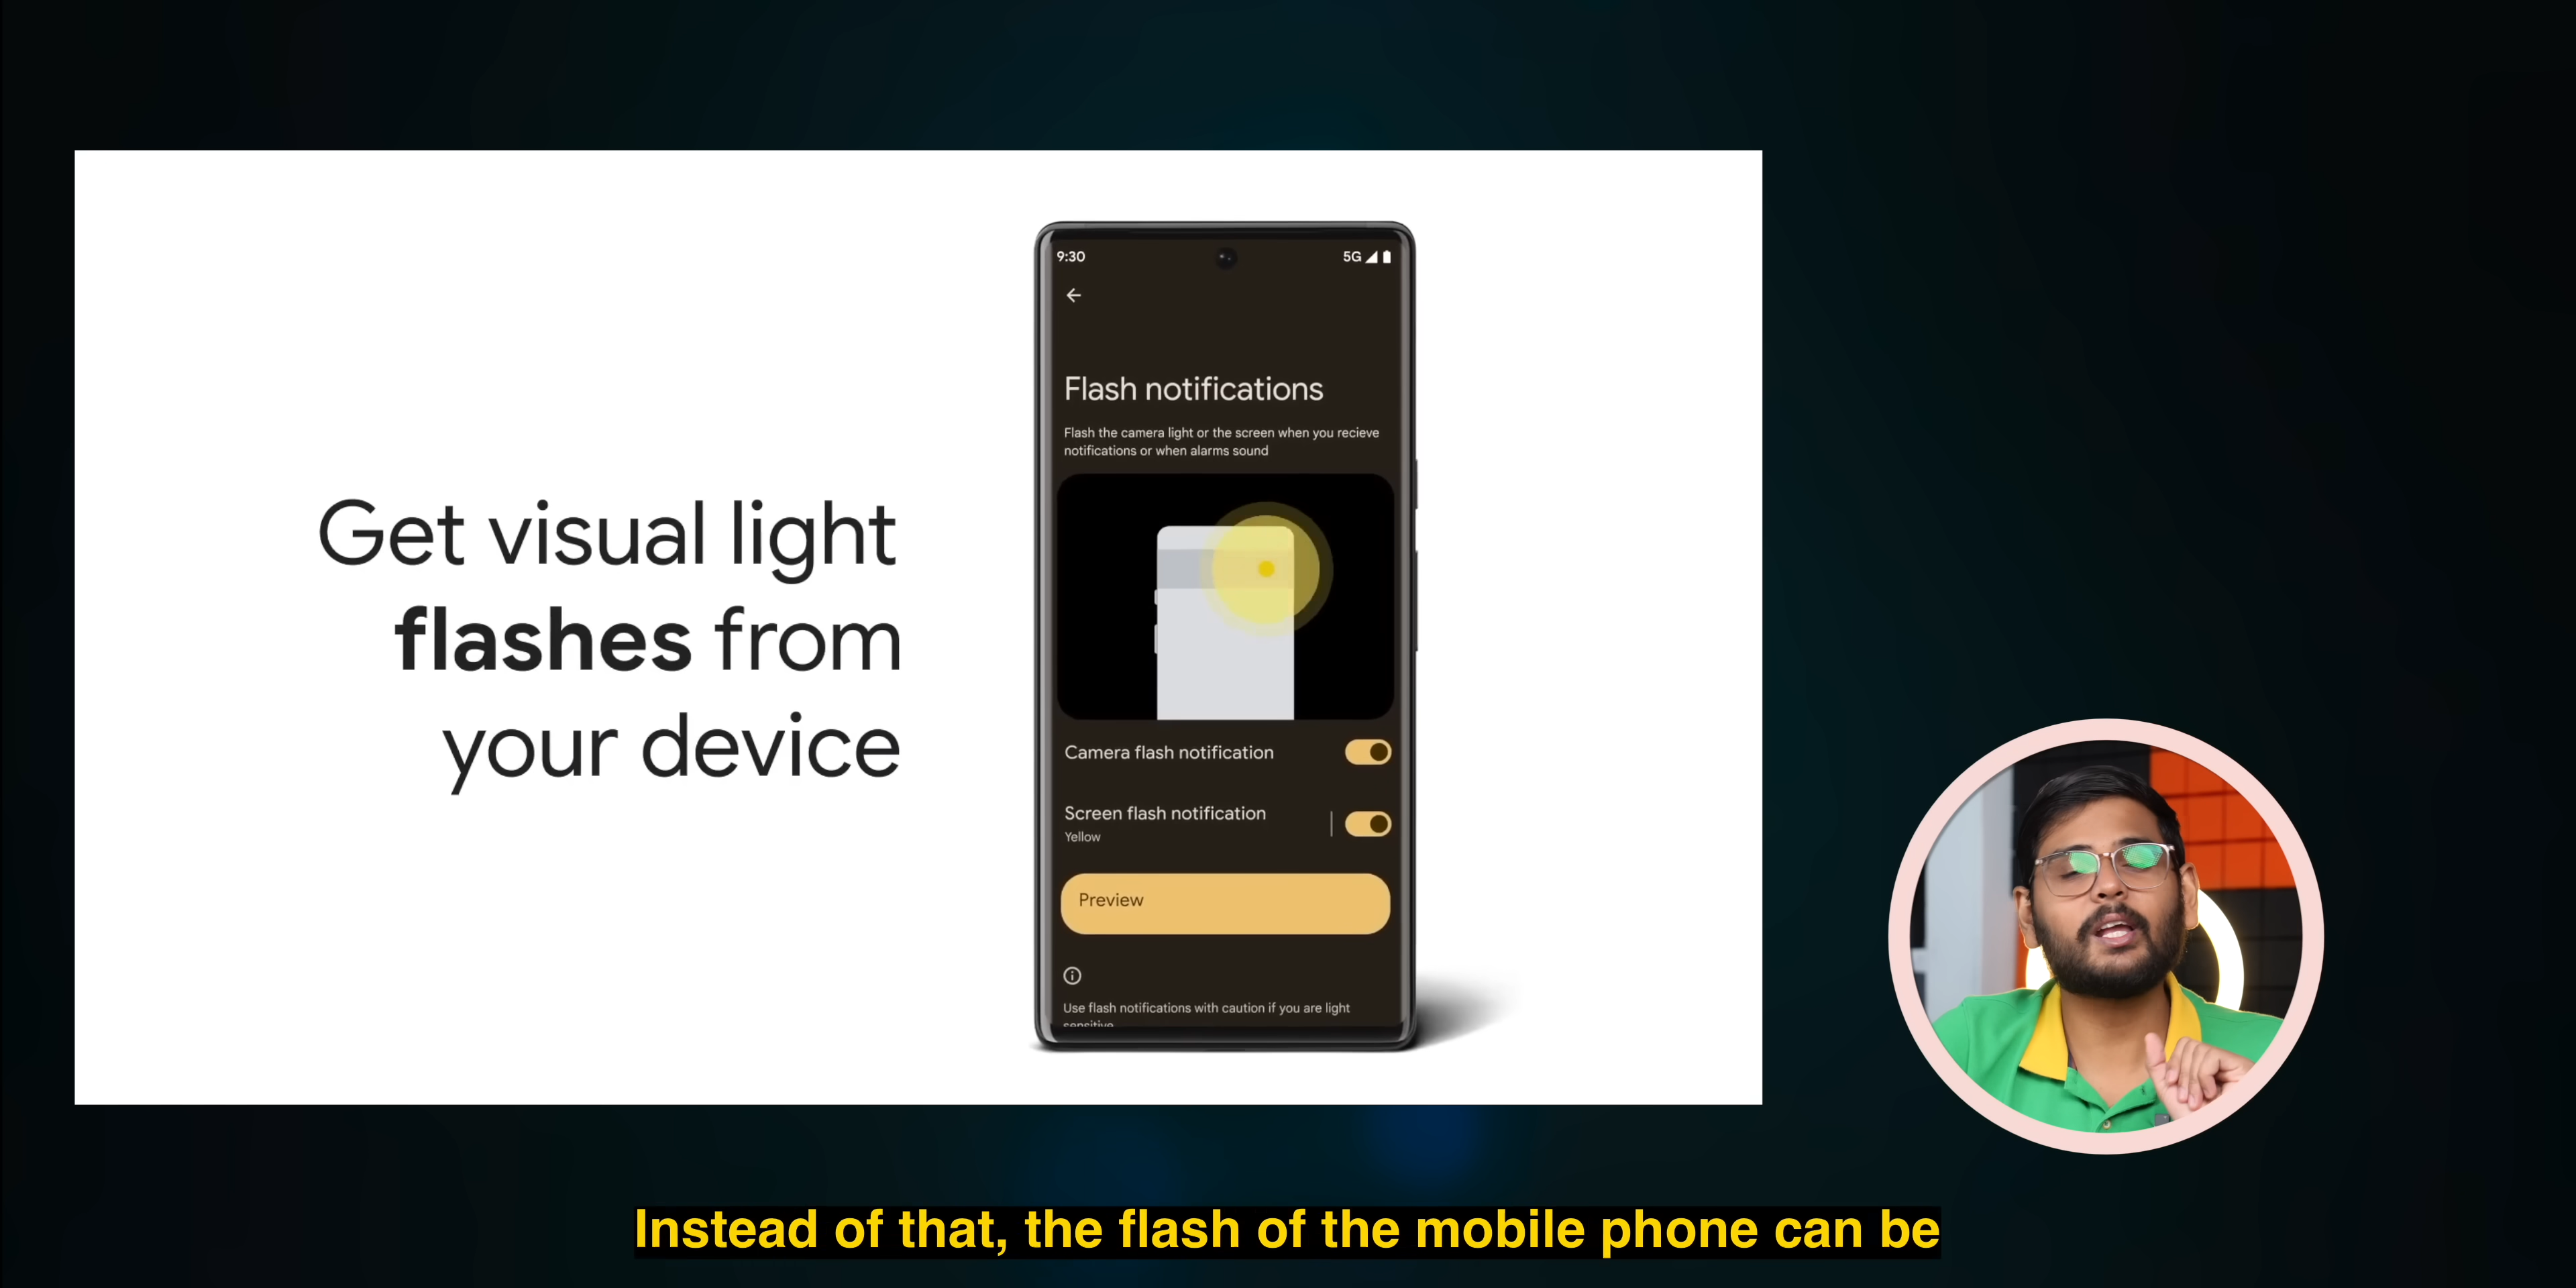 Get visual light
flashes from
your device
9:30
5G
Flash notifications
Flash the camera light or the screen when you recieve
notifications or when alarms sound
Camera flash notification
Screen flash notification
Yellow
Preview
Use flash notifications with caution if you are light
sensitive
Instead of that, the flash of the mobile phone can be